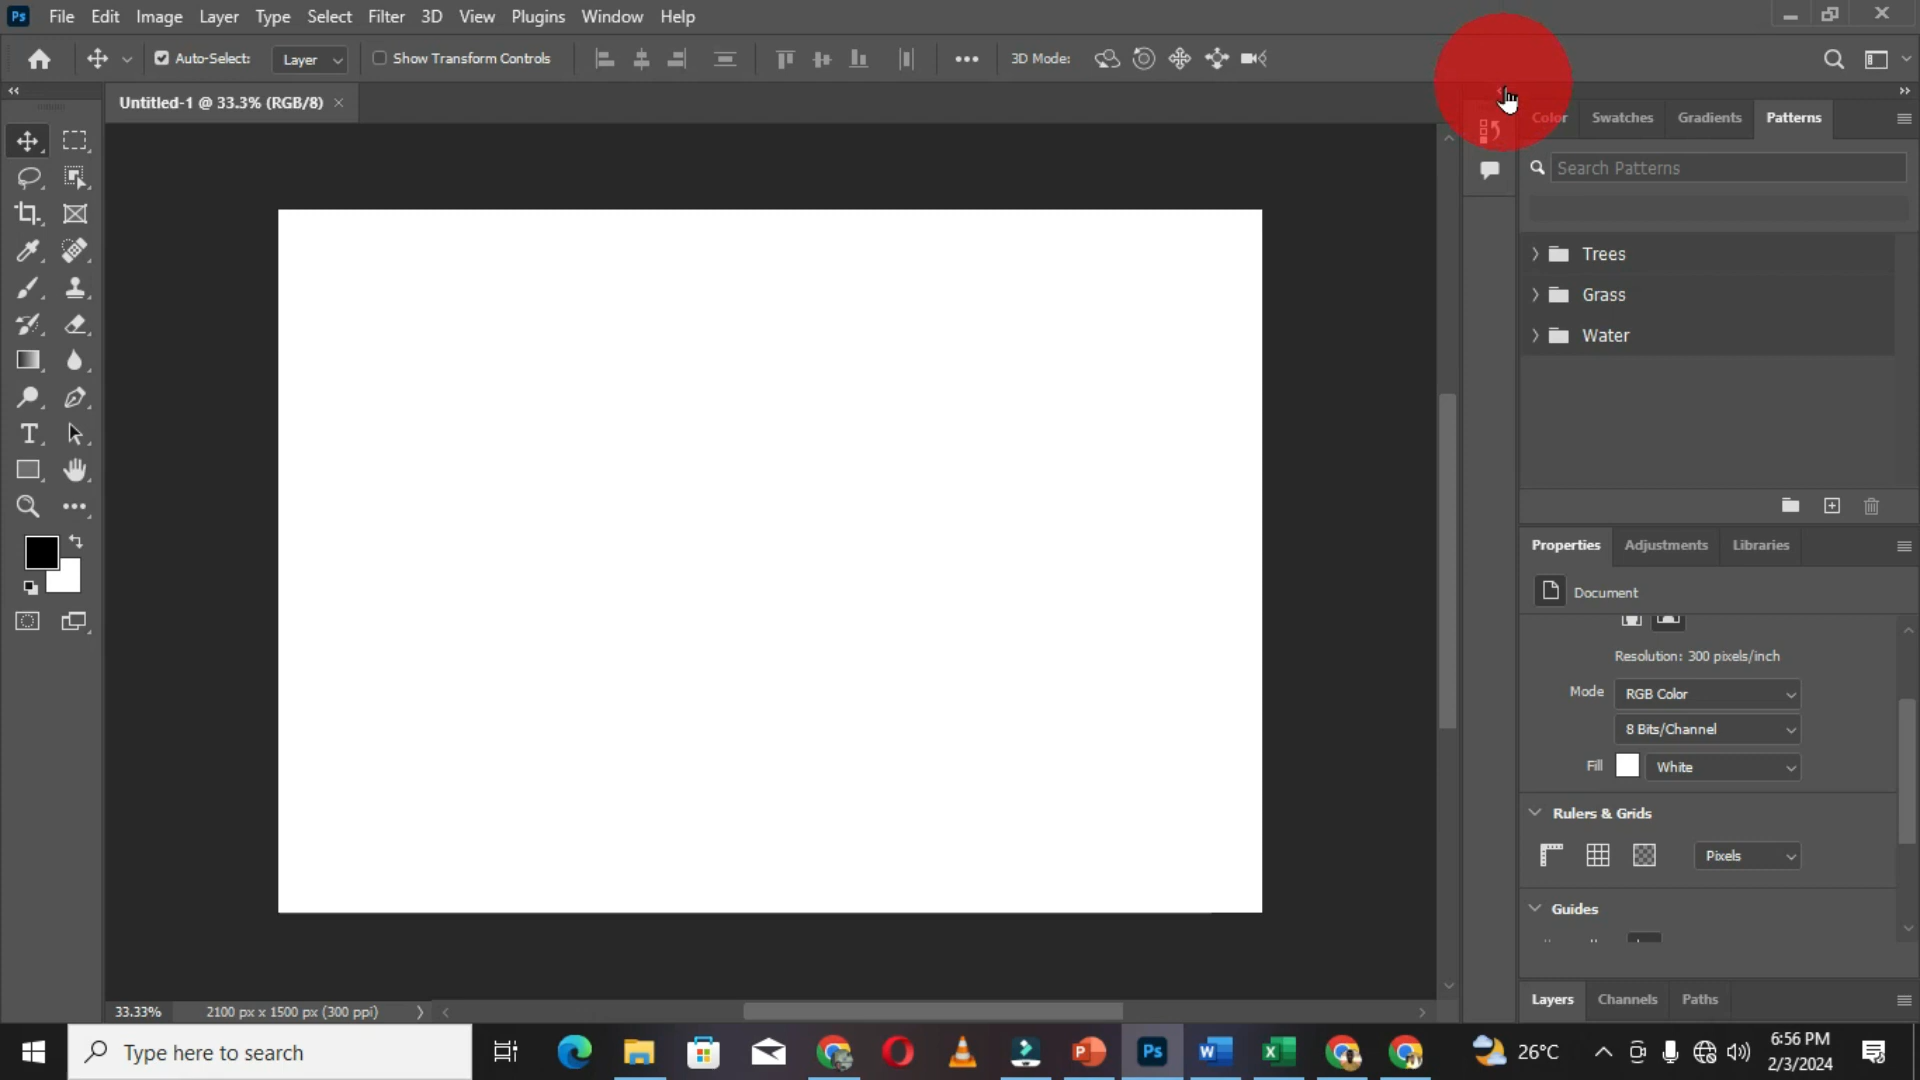 Ps File Edit Image Layer Type Select Filter 3D View Plugins Window Help
Auto-Select: Layer Show Transform Controls 3D Mode:
Untitled-1 @ 33.3% (RGB/8)
Color Swatches Gradients Patterns
Search Patterns
Trees
Grass
Water
T
Properties Adjustments Libraries
Document
Resolution: 300 pixels/inch
Mode RGB Color
8 Bits/Channel
Fill White
Rulers & Grids
Pixels
Guides
Layers Channels Paths
33.33% 2100 px x 1500 px (300 ppi)
Type here to search
P Ps W X
26°C
6:56 PM
2/3/2024